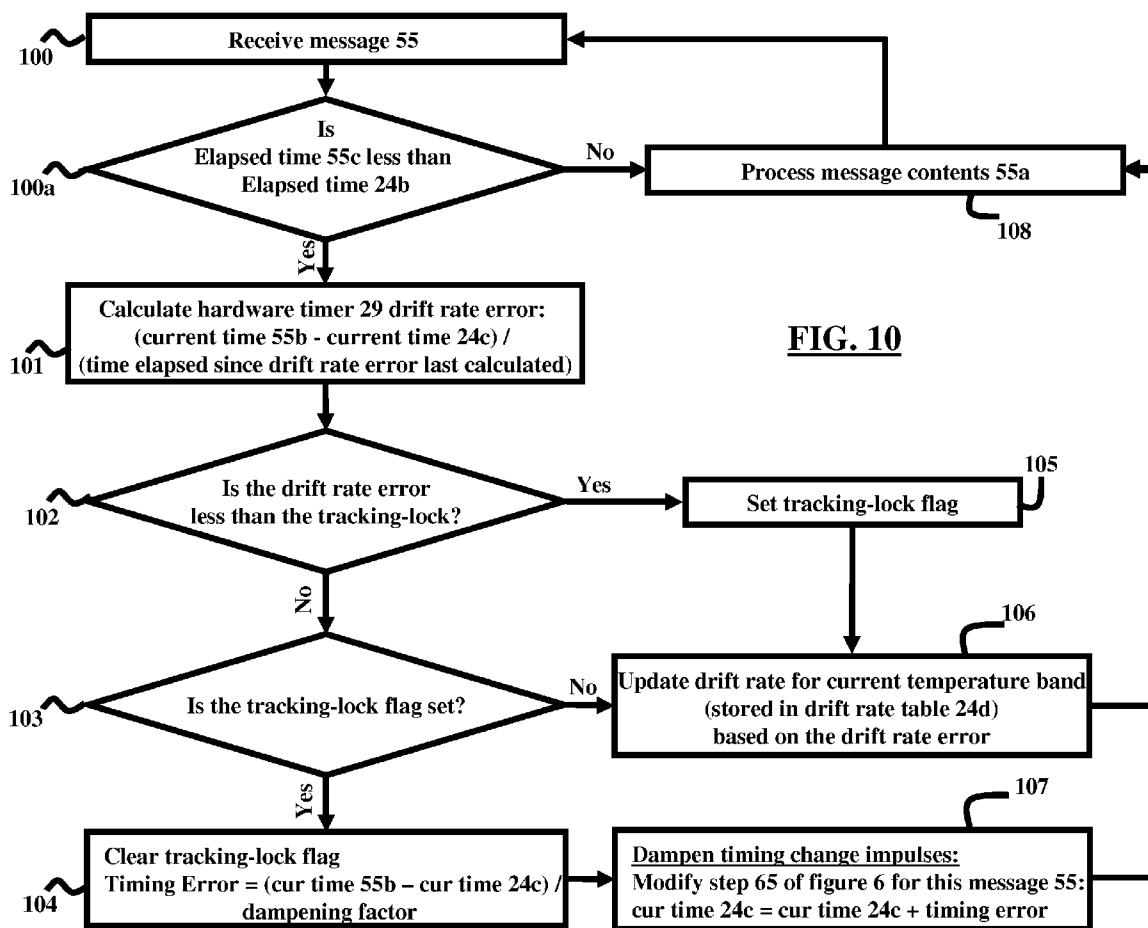 Receive message 55
100
Is
Elapsed time 55c less than
Elapsed time 24b
100a
No
Process message contents 55a
108
Yes
Calculate hardware timer 29 drift rate error:
(current time 55b - current time 24c) /
(time elapsed since drift rate error last calculated)
101
FIG. 10
Is the drift rate error
less than the tracking-lock?
102
Yes
Set tracking-lock flag
105
No
106
Is the tracking-lock flag set?
103
No
Update drift rate for current temperature band
(stored in drift rate table 24d)
based on the drift rate error
Yes
107
Clear tracking-lock flag
Timing Error = (cur time 55b – cur time 24c) /
dampening factor
104
Dampen timing change impulses:
Modify step 65 of figure 6 for this message 55:
cur time 24c = cur time 24c + timing error